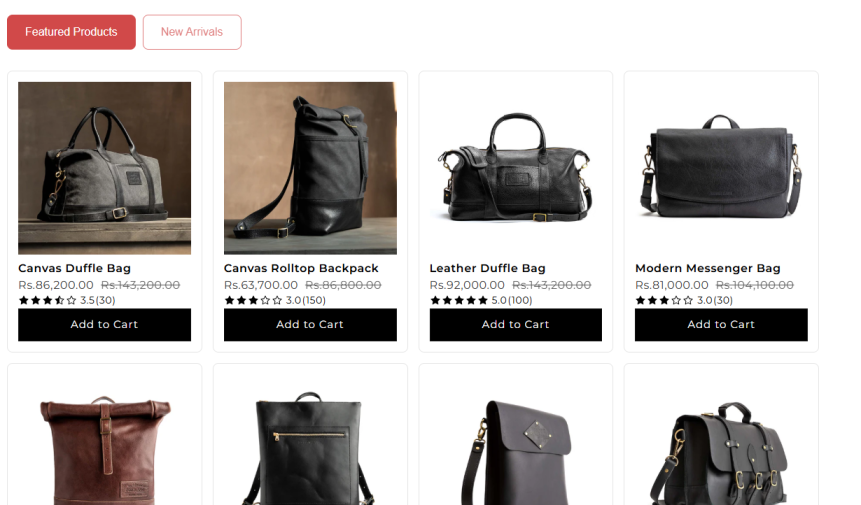 Featured Products
New Arrivals
Canvas Duffle Bag
Rs.86,200.00 Rs.143,200.00
3.5(30)
Add to Cart
Canvas Rolltop Backpack
Rs.63,700.00 Rs.86,800.00
3.0(150)
Add to Cart
Leather Duffle Bag
Rs.92,000.00 Rs.143,200.00
5.0(100)
Add to Cart
Modern Messenger Bag
Rs.81,000.00 Rs.104,100.00
3.0(30)
Add to Cart